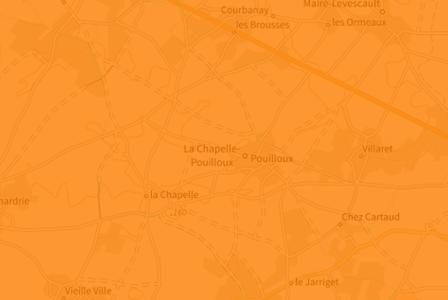 Maire-Levescault
Courbanay
les Brousses
les Ormeaux
La Chapelle-
Pouilloux
Pouilloux
Villaret
la Chapelle
160
Chez Cartaud
le Jarriget
Vieille Ville